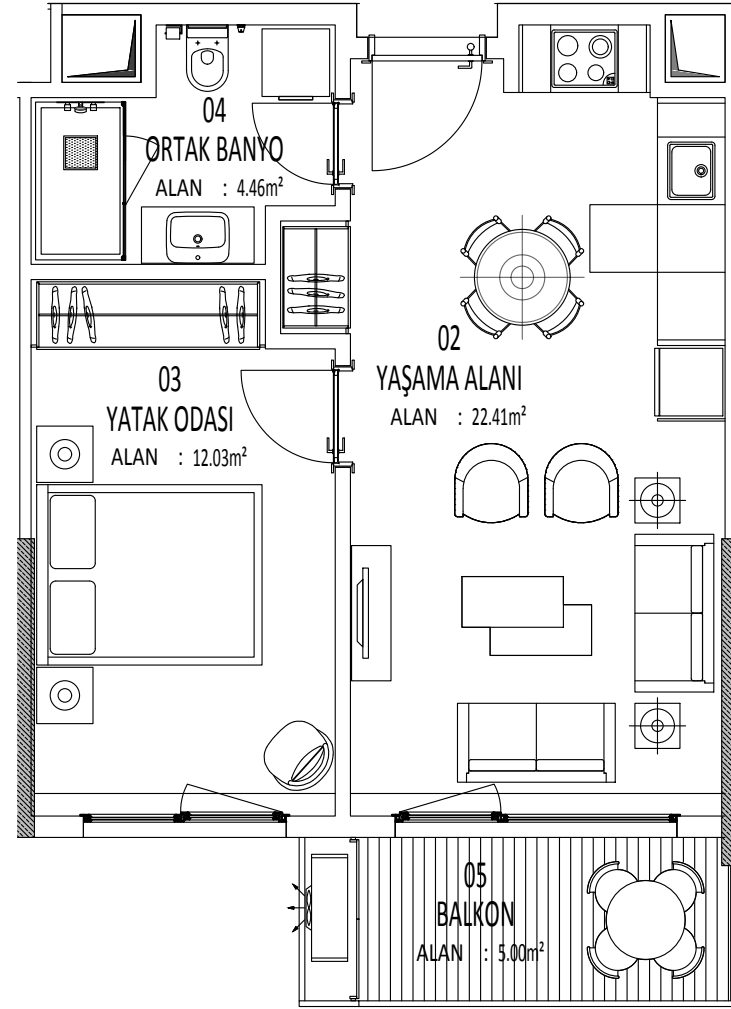 04
ORTAK BANYO
ALAN : 4.46m²
02
YAŞAMA ALANI
ALAN : 22.41m²
03
YATAK ODASI
ALAN : 12.03m²
05
BALKON
ALAN : 5.00m²